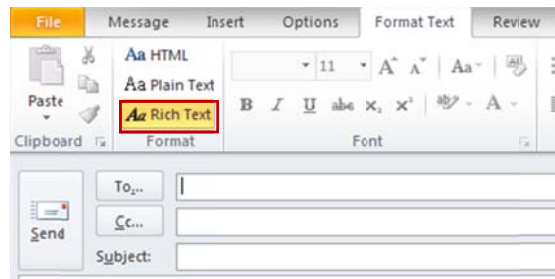 File Message Insert Options Format Text Review
Aa HTML
Aa Plain Text
Aa Rich Text
Paste
11 A A Aa
B I U abc x₂ x² ab A
Clipboard Format Font
To...
Cc...
Send
Subject: